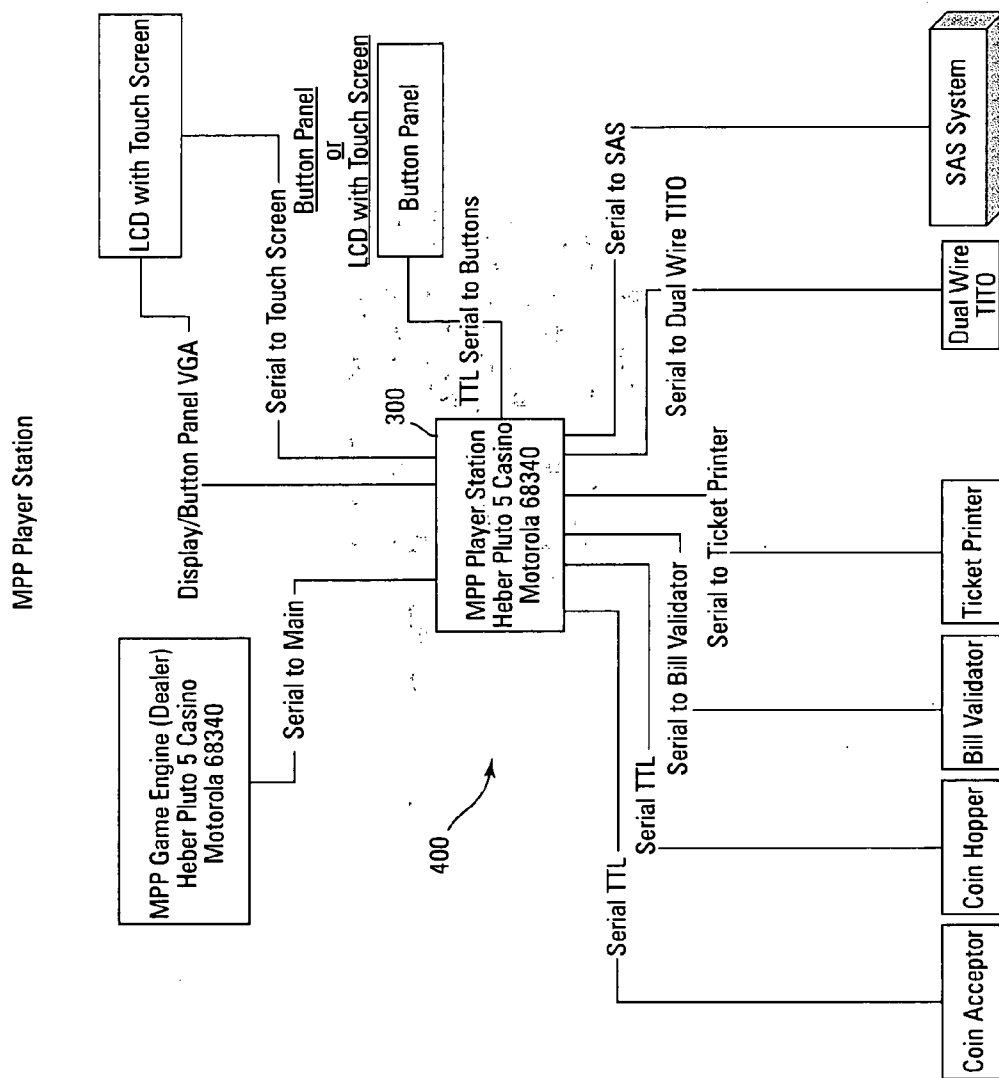 MPP Player Station
MPP Game Engine (Dealer)
Heber Pluto 5 Casino
Motorola 68340
Serial to Main
Display/Button Panel VGA
LCD with Touch Screen
Serial to Touch Screen
Button Panel
or
LCD with Touch Screen
Button Panel
TTL Serial to Buttons
300
MPP Player Station
Heber Pluto 5 Casino
Motorola 68340
400
Serial TTL
Serial TTL
Serial to Bill Validator
Serial to Ticket Printer
Serial to Dual Wire TITO
Serial to SAS
Coin Acceptor
Coin Hopper
Bill Validator
Ticket Printer
Dual Wire
TITO
SAS System